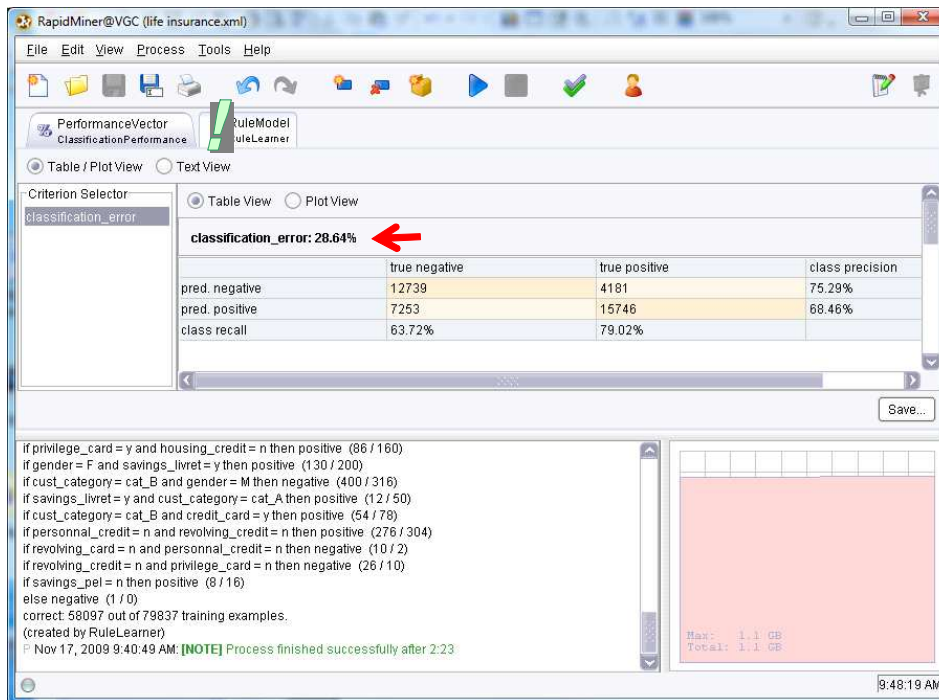 RapidMiner@VGC (life insurance.xml)
File Edit View Process Tools Help
PerformanceVector
ClassificationPerformance
RuleModel
RuleLearner
Table / Plot View Text View
Criterion Selector
classification_error
Table View Plot View
classification_error: 28.64%
true negative true positive class precision
pred. negative 12739 4181 75.29%
pred. positive 7253 15746 68.46%
class recall 63.72% 79.02%
Save...
if privilege_card = y and housing_credit = n then positive (86 / 160)
if gender = F and savings_livret = y then positive (130 / 200)
if cust_category = cat_B and gender = M then negative (400 / 316)
if savings_livret = y and cust_category = cat_A then positive (12 / 50)
if cust_category = cat_B and credit_card = y then positive (54 / 78)
if personnal_credit = n and revolving_credit = n then positive (276 / 304)
if revolving_card = n and personnal_credit = n then negative (10 / 2)
if revolving_credit = n and privilege_card = n then negative (26 / 10)
if savings_pel = n then positive (8 / 16)
else negative (1 / 0)
correct: 58097 out of 79837 training examples.
(created by RuleLearner)
P Nov 17, 2009 9:40:49 AM: [NOTE] Process finished successfully after 2:23
Max: 1.1 GB
Total: 1.1 GB
9:48:19 AM